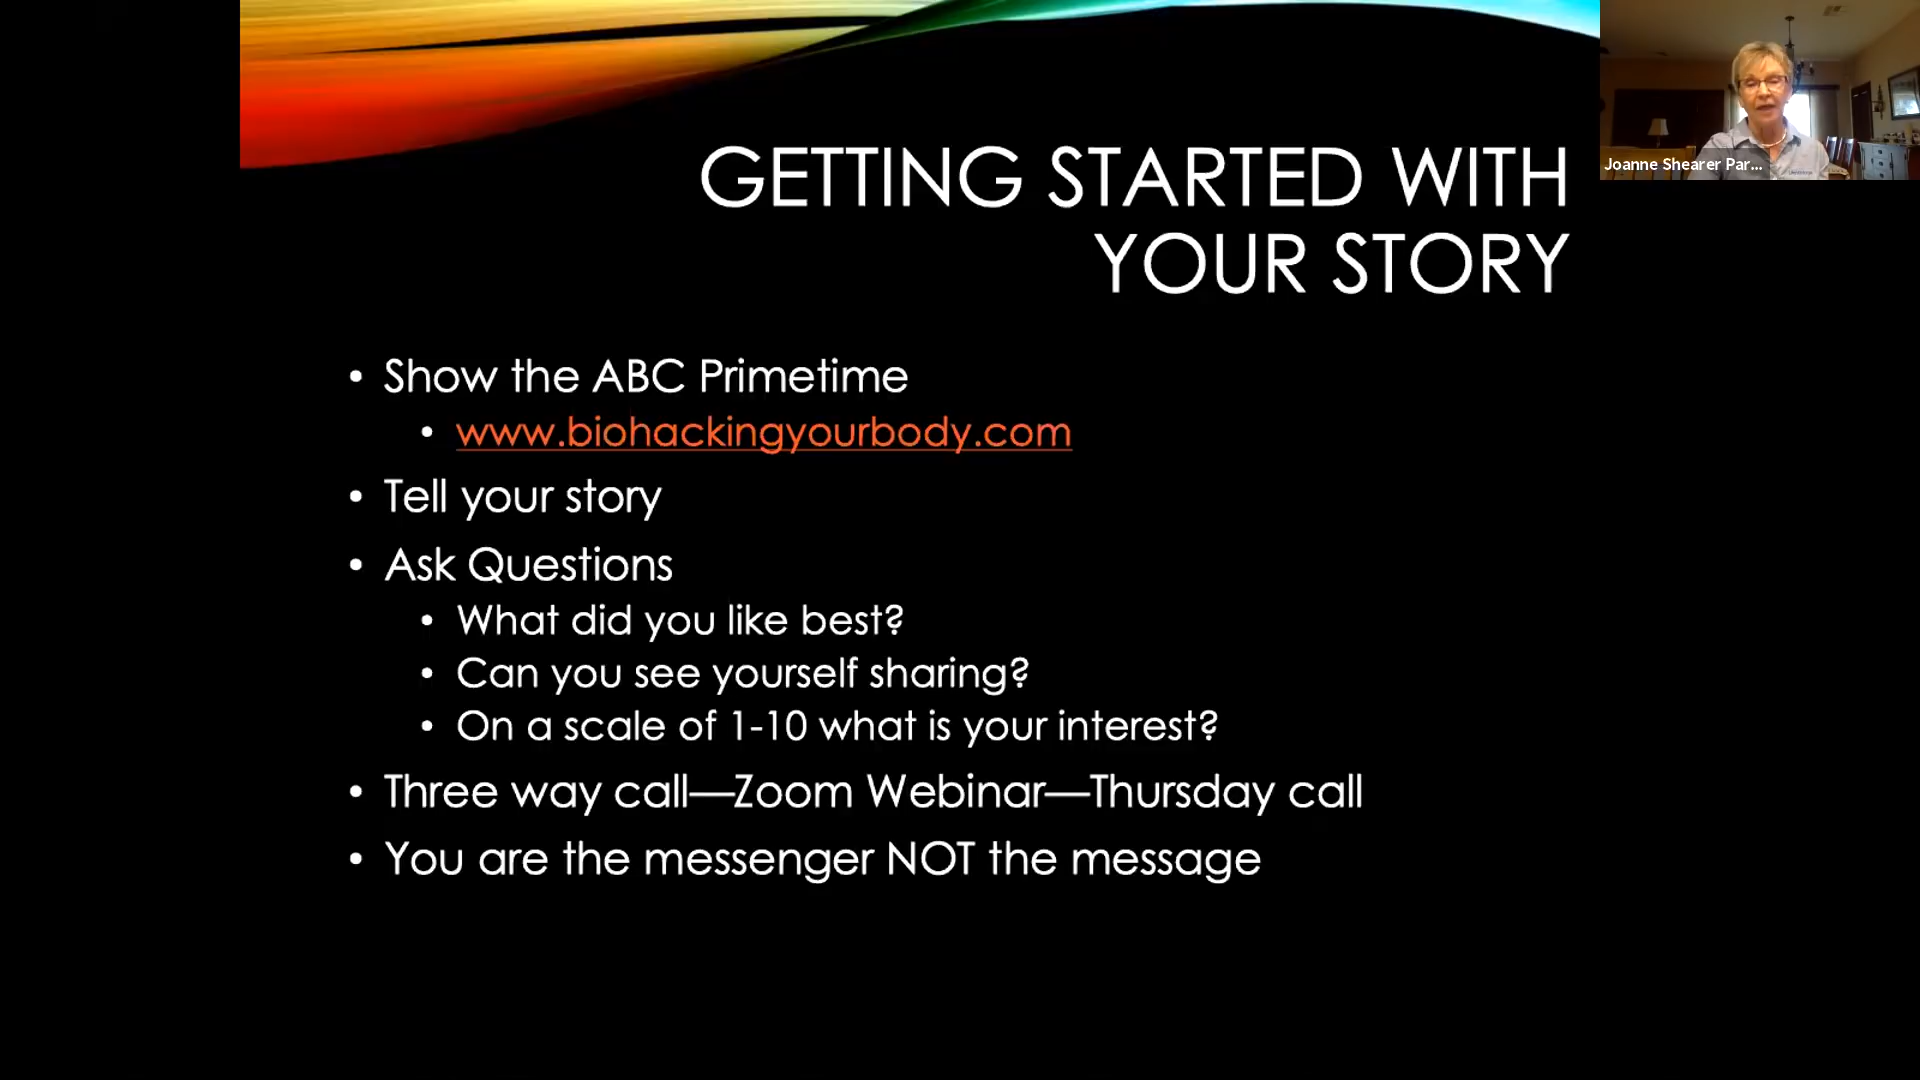 GETTING STARTED WITH
YOUR STORY
Joanne Shearer Par...
• Show the ABC Primetime
• www.biohackingyourbody.com
• Tell your story
• Ask Questions
• What did you like best?
• Can you see yourself sharing?
• On a scale of 1-10 what is your interest?
• Three way call—Zoom Webinar—Thursday call
• You are the messenger NOT the message